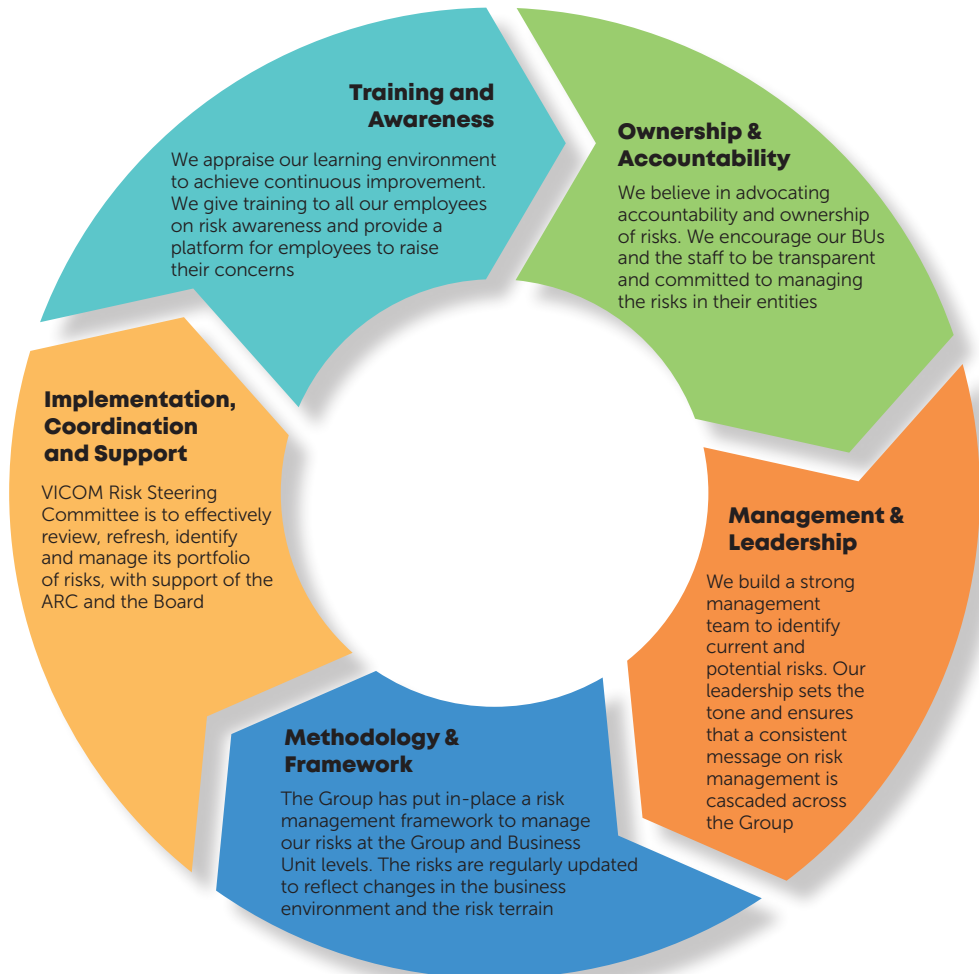 Training and
Awareness
We appraise our learning environment
to achieve continuous improvement.
We give training to all our employees
on risk awareness and provide a
platform for employees to raise
their concerns
Ownership &
Accountability
We believe in advocating
accountability and ownership
of risks. We encourage our BUs
and the staff to be transparent
and committed to managing
the risks in their entities
Management &
Leadership
We build a strong
management
team to identify
current and
potential risks. Our
leadership sets the
tone and ensures
that a consistent
message on risk
management is
cascaded across
the Group
Methodology &
Framework
The Group has put in-place a risk
management framework to manage
our risks at the Group and Business
Unit levels. The risks are regularly updated
to reflect changes in the business
environment and the risk terrain
Implementation,
Coordination
and Support
VICOM Risk Steering
Committee is to effectively
review, refresh, identify
and manage its portfolio
of risks, with support of the
ARC and the Board